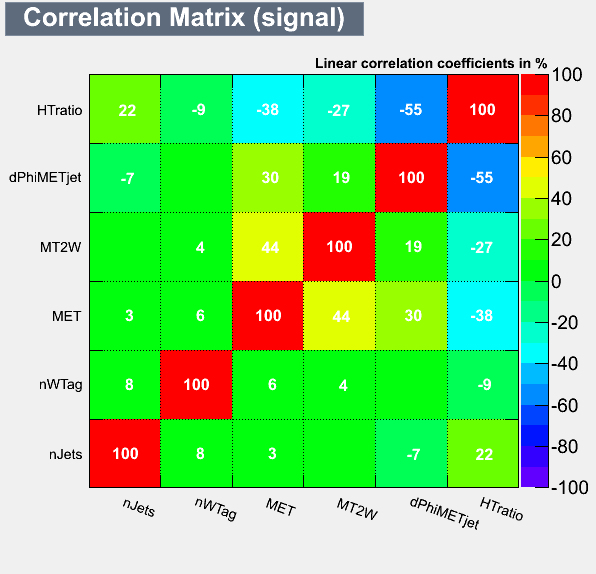 Correlation Matrix (signal)
Linear correlation coefficients in %
HTratio 22 -9 -38 -27 -55 100
dPhiMETjet -7 30 19 100 -55
MT2W 4 44 100 19 -27
MET 3 6 100 44 30 -38
nWTag 8 100 6 4 -9
nJets 100 8 3 -7 22
nJets nWTag MET MT2W dPhiMETjet HTratio
100
80
60
40
20
0
-20
-40
-60
-80
-100